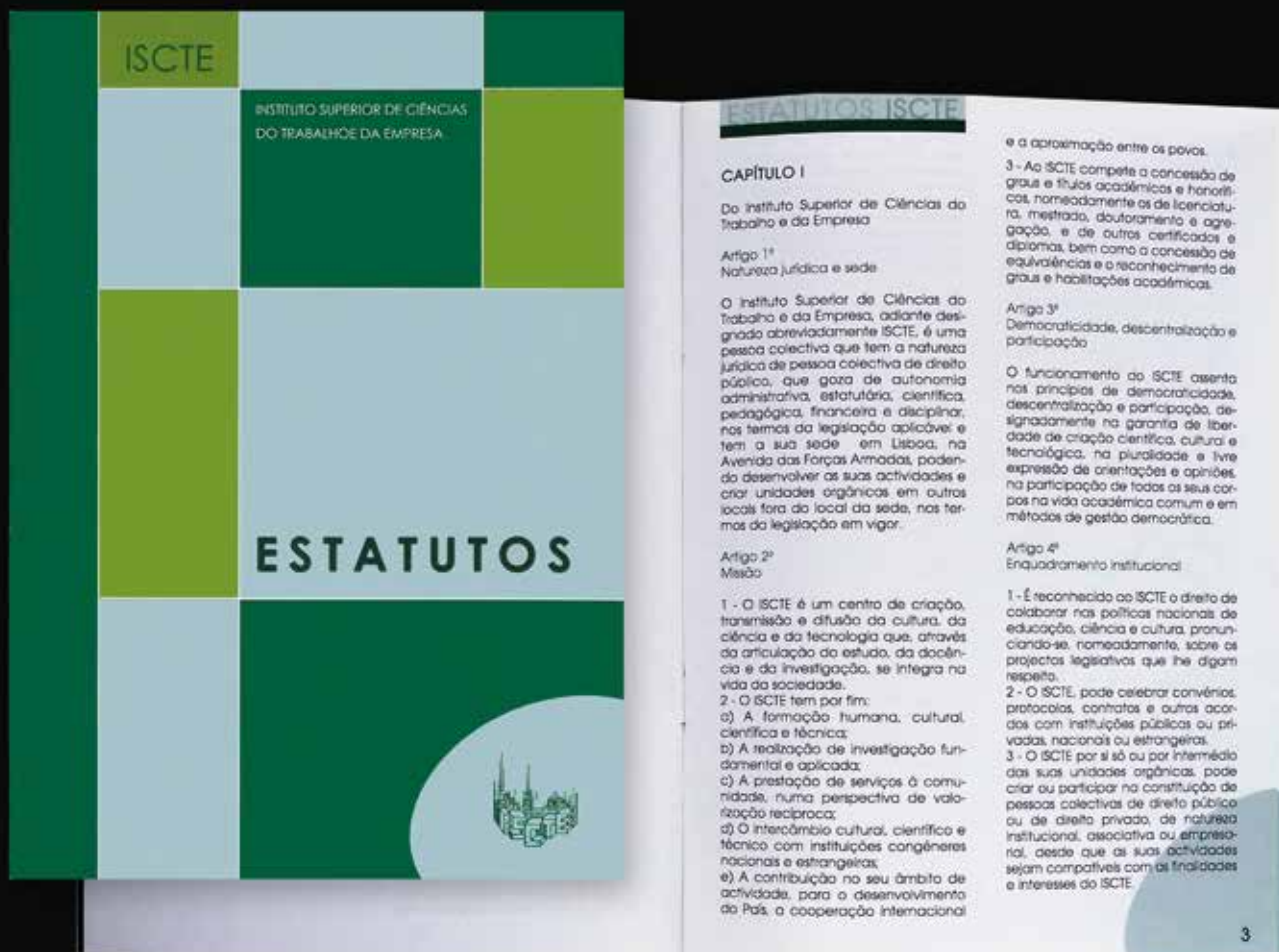 ISCTE
INSTITUTO SUPERIOR DE CIÊNCIAS
DO TRABALHOE DA EMPRESA
ESTATUTOS
ESTATUTOS ISCTE
CAPÍTULO I
Do Instituto Superior de Ciências do
Trabalho e da Empresa
Artigo 1º
Natureza jurídica e sede
O Instituto Superior de Ciências do
Trabalho e da Empresa, adiante desi-
gnado abreviadamente ISCTE, é uma
pessoa colectiva que tem a natureza
jurídica de pessoa colectiva de direito
público, que goza de autonomia
administrativa, estatutária, científica,
pedagógica, financeira e disciplinar,
nos termos da legislação aplicável e
tem a sua sede em Lisboa, na
Avenida das Forças Armadas, poden-
do desenvolver as suas actividades e
criar unidades orgânicas em outros
locais fora do local da sede, nos ter-
mos da legislação em vigor.
Artigo 2º
Missão
1 - O ISCTE é um centro de criação,
transmissão e difusão da cultura, da
ciência e da tecnologia que, através
da articulação do estudo, da docên-
cia e da investigação, se integra na
vida da sociedade.
2 - O ISCTE tem por fim:
a) A formação humana, cultural,
científica e técnica;
b) A realização de investigação fun-
damental e aplicada;
c) A prestação de serviços à comu-
nidade, numa perspectiva de valo-
rização recíproca;
d) O intercâmbio cultural, científico e
técnico com instituições congéneres
nacionais e estrangeiras;
e) A contribuição no seu âmbito de
actividade, para o desenvolvimento
do País, a cooperação internacional
e a aproximação entre os povos.
3 - Ao ISCTE compete a concessão de
graus e títulos académicos e honorífi-
cos, nomeadamente os de licenciatu-
ra, mestrado, doutoramento e agre-
gação, e de outros certificados e
diplomas, bem como a concessão de
equivalências e o reconhecimento de
graus e habilitações académicas.
Artigo 3º
Democraticidade, descentralização e
participação
O funcionamento do ISCTE assenta
nos princípios de democraticidade,
descentralização e participação, de-
signadamente na garantia de liber-
dade de criação científica, cultural e
tecnológica, na pluralidade e livre
expressão de orientações e opiniões,
na participação de todos os seus cor-
pos na vida académica comum e em
métodos de gestão democrática.
Artigo 4º
Enquadramento institucional
1 - É reconhecido ao ISCTE o direito de
colaborar nas políticas nacionais de
educação, ciência e cultura, pronun-
ciando-se, nomeadamente, sobre os
projectos legislativos que lhe digam
respeito.
2 - O ISCTE, pode celebrar convénios,
protocolos, contratos e outros acor-
dos com instituições públicas ou pri-
vadas, nacionais ou estrangeiras.
3 - O ISCTE por si só ou por intermédio
das suas unidades orgânicas, pode
criar ou participar na constituição de
pessoas colectivas de direito público
ou de direito privado, de natureza
institucional, associativa ou empresa-
rial, desde que as suas actividades
sejam compatíveis com as finalidades
e interesses do ISCTE.
3